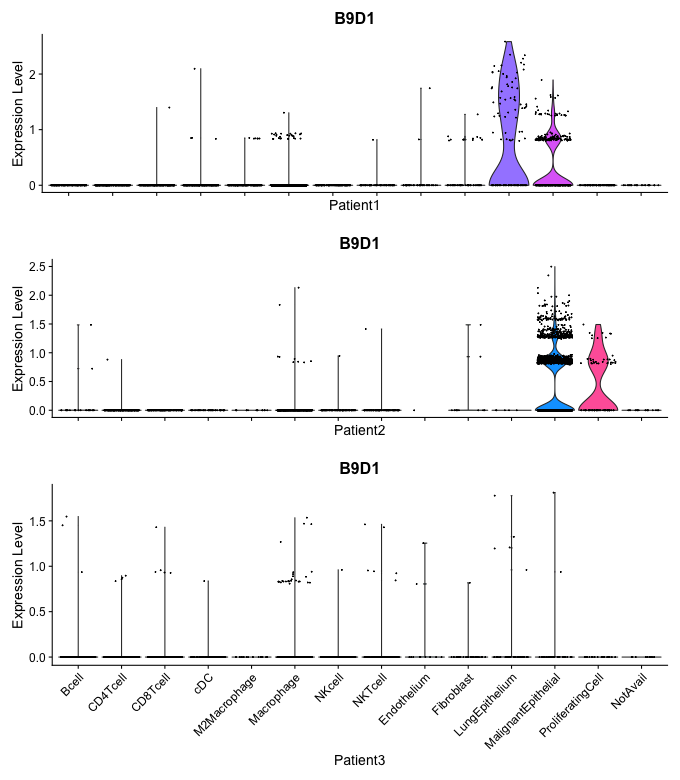 B9D1
Expression Level
2
1
0
Patient1
B9D1
Expression Level
2.5
2.0
1.5
1.0
0.5
0.0
Patient2
B9D1
Expression Level
1.5
1.0
0.5
0.0
Bcell
CD4Tcell
CD8Tcell
cDC
M2Macrophage
Macrophage
NKcell
NKTcell
Endothelium
Fibroblast
LungEpithelium
MalignantEpithelial
ProliferatingCell
NotAvail
Patient3